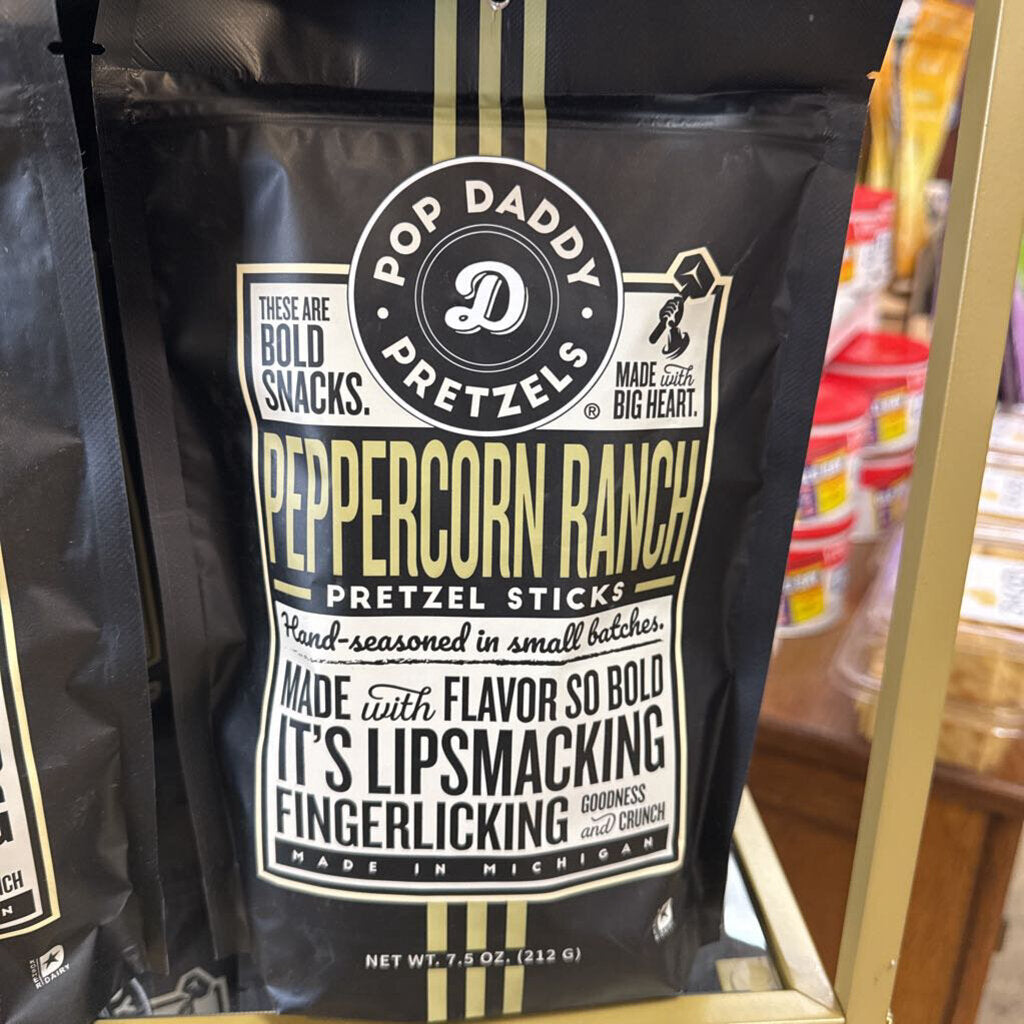 POP DADDY
D
PRETZELS
®
THESE ARE
BOLD
SNACKS.
MADE with
BIG HEART.
PEPPERCORN RANCH
PRETZEL STICKS
Hand-seasoned in small batches.
MADE with FLAVOR SO BOLD
IT'S LIPSMACKING
FINGERLICKING
GOODNESS
and CRUNCH
MADE IN MICHIGAN
K
NET WT. 7.5 OZ. (212 G)
DAIRY